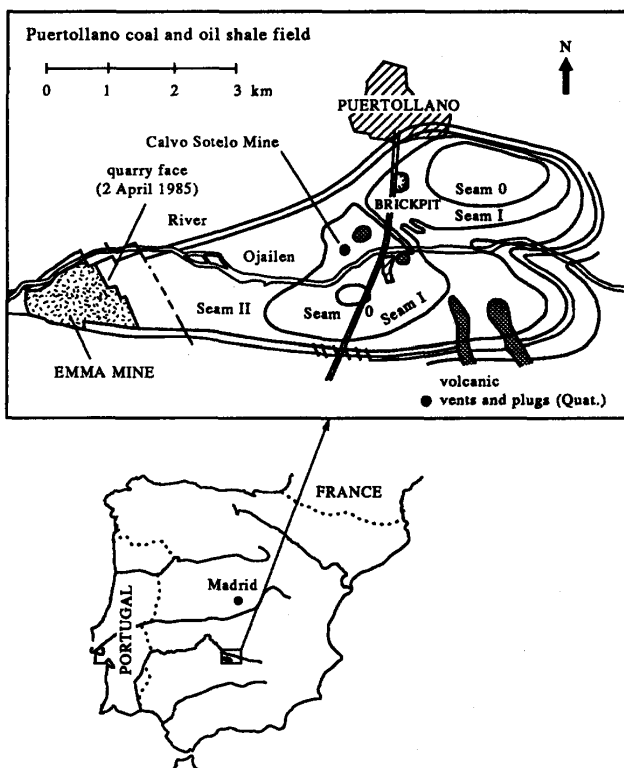 Puertollano coal and oil shale field
0 1 2 3 km
N
PUERTOLLANO
Calvo Sotelo Mine
quarry face
(2 April 1985)
Seam 0
BRICKPIT
Seam I
River
Ojailen
Seam II
Seam 0
Seam I
EMMA MINE
volcanic
vents and plugs (Quat.)
FRANCE
Madrid
PORTUGAL